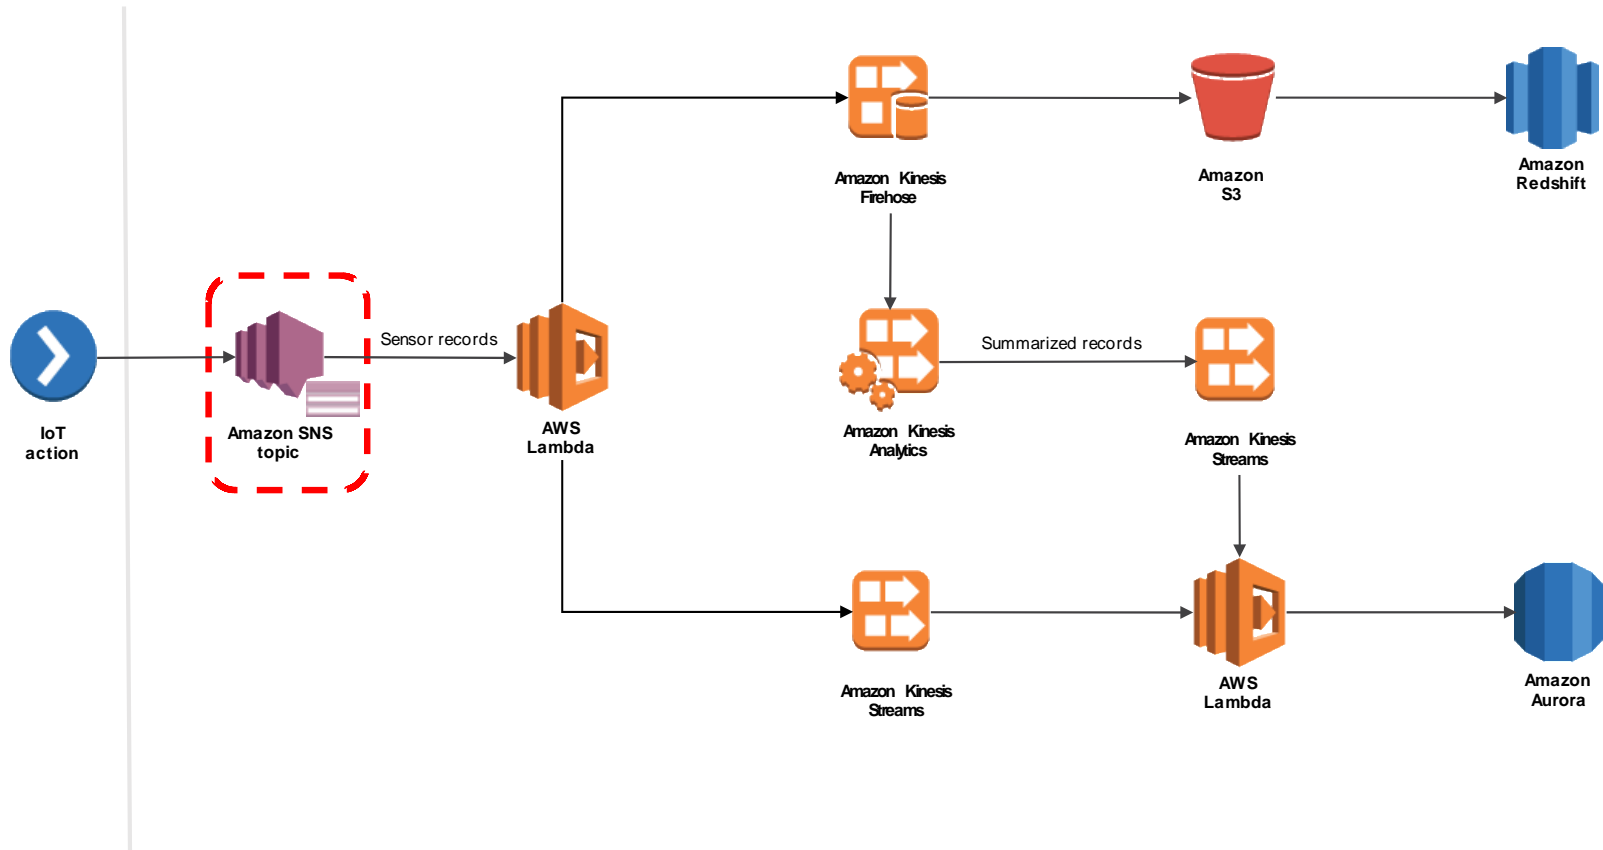 Amazon Kinesis
Firehose
Amazon
S3
Amazon
Redshift
IoT
action
Amazon SNS
topic
Sensor records
AWS
Lambda
Amazon Kinesis
Analytics
Summarized records
Amazon Kinesis
Streams
Amazon Kinesis
Streams
AWS
Lambda
Amazon
Aurora